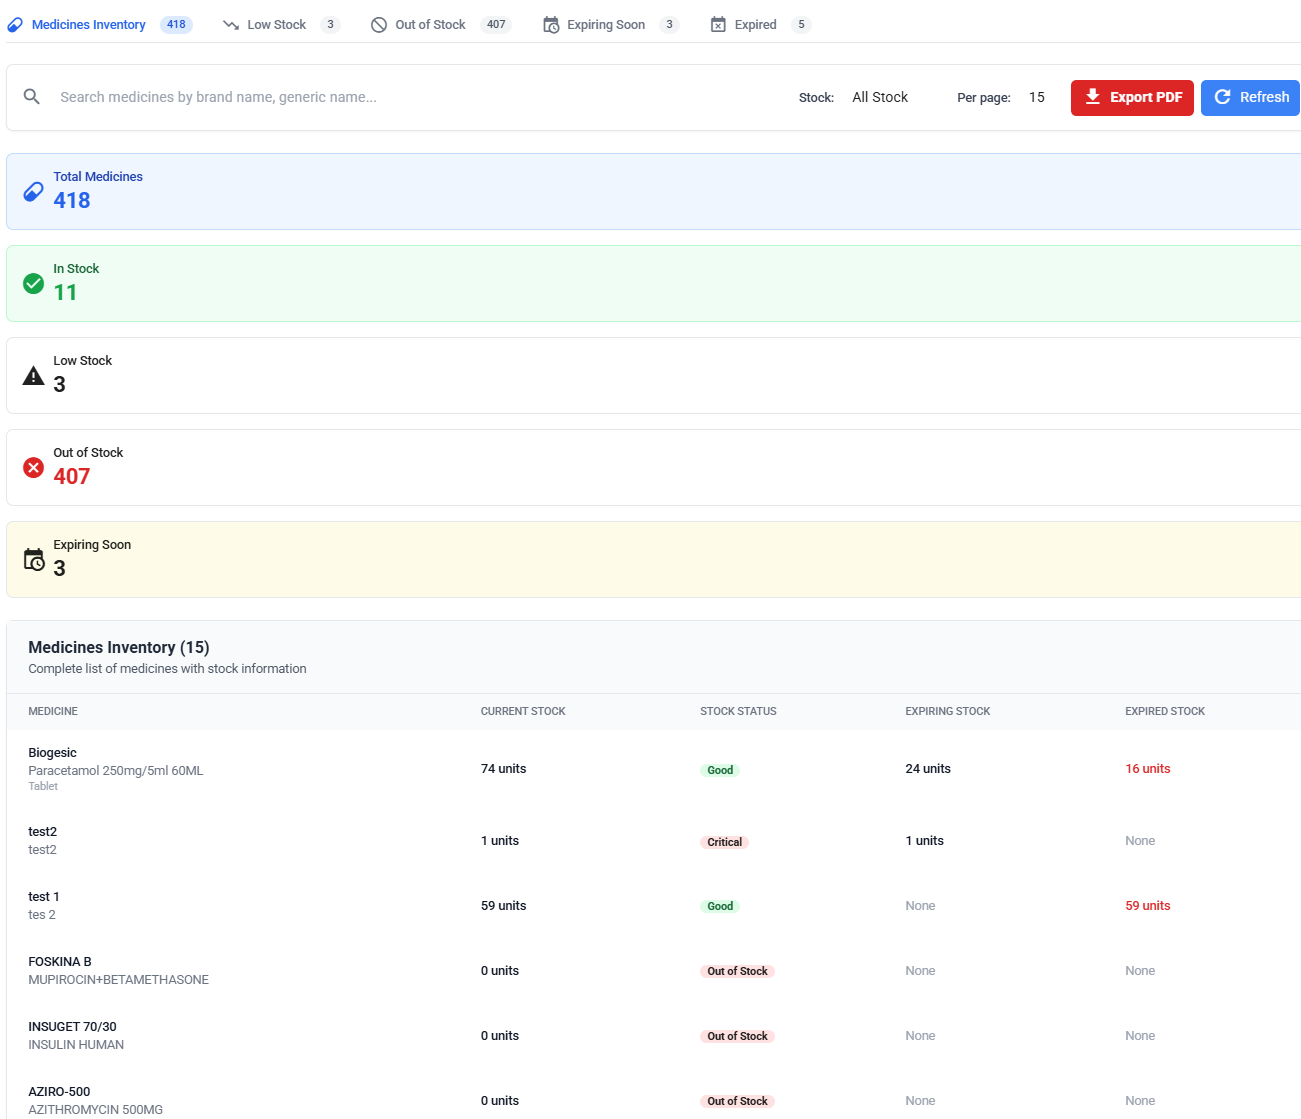 Medicines Inventory 418 Low Stock 3 Out of Stock 407 Expiring Soon 3 Expired 5
Search medicines by brand name, generic name... Stock: All Stock Per page: 15 Export PDF Refresh
Total Medicines
418
In Stock
11
Low Stock
3
Out of Stock
407
Expiring Soon
3
Medicines Inventory (15)
Complete list of medicines with stock information
MEDICINE CURRENT STOCK STOCK STATUS EXPIRING STOCK EXPIRED STOCK
Biogesic
Paracetamol 250mg/5ml 60ML
Tablet
74 units Good 24 units 16 units
test2
test2
1 units Critical 1 units None
test 1
tes 2
59 units Good None 59 units
FOSKINA B
MUPIROCIN+BETAMETHASONE
0 units Out of Stock None None
INSUGET 70/30
INSULIN HUMAN
0 units Out of Stock None None
AZIRO-500
AZITHROMYCIN 500MG
0 units Out of Stock None None